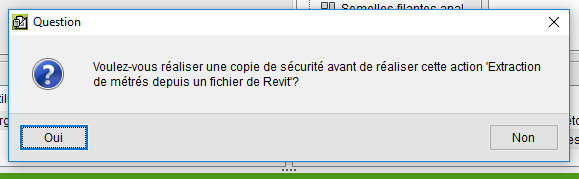 Semelles filantes anal
Question
Voulez-vous réaliser une copie de sécurité avant de réaliser cette action 'Extraction
de métrés depuis un fichier de Revit'?
Oui
Non